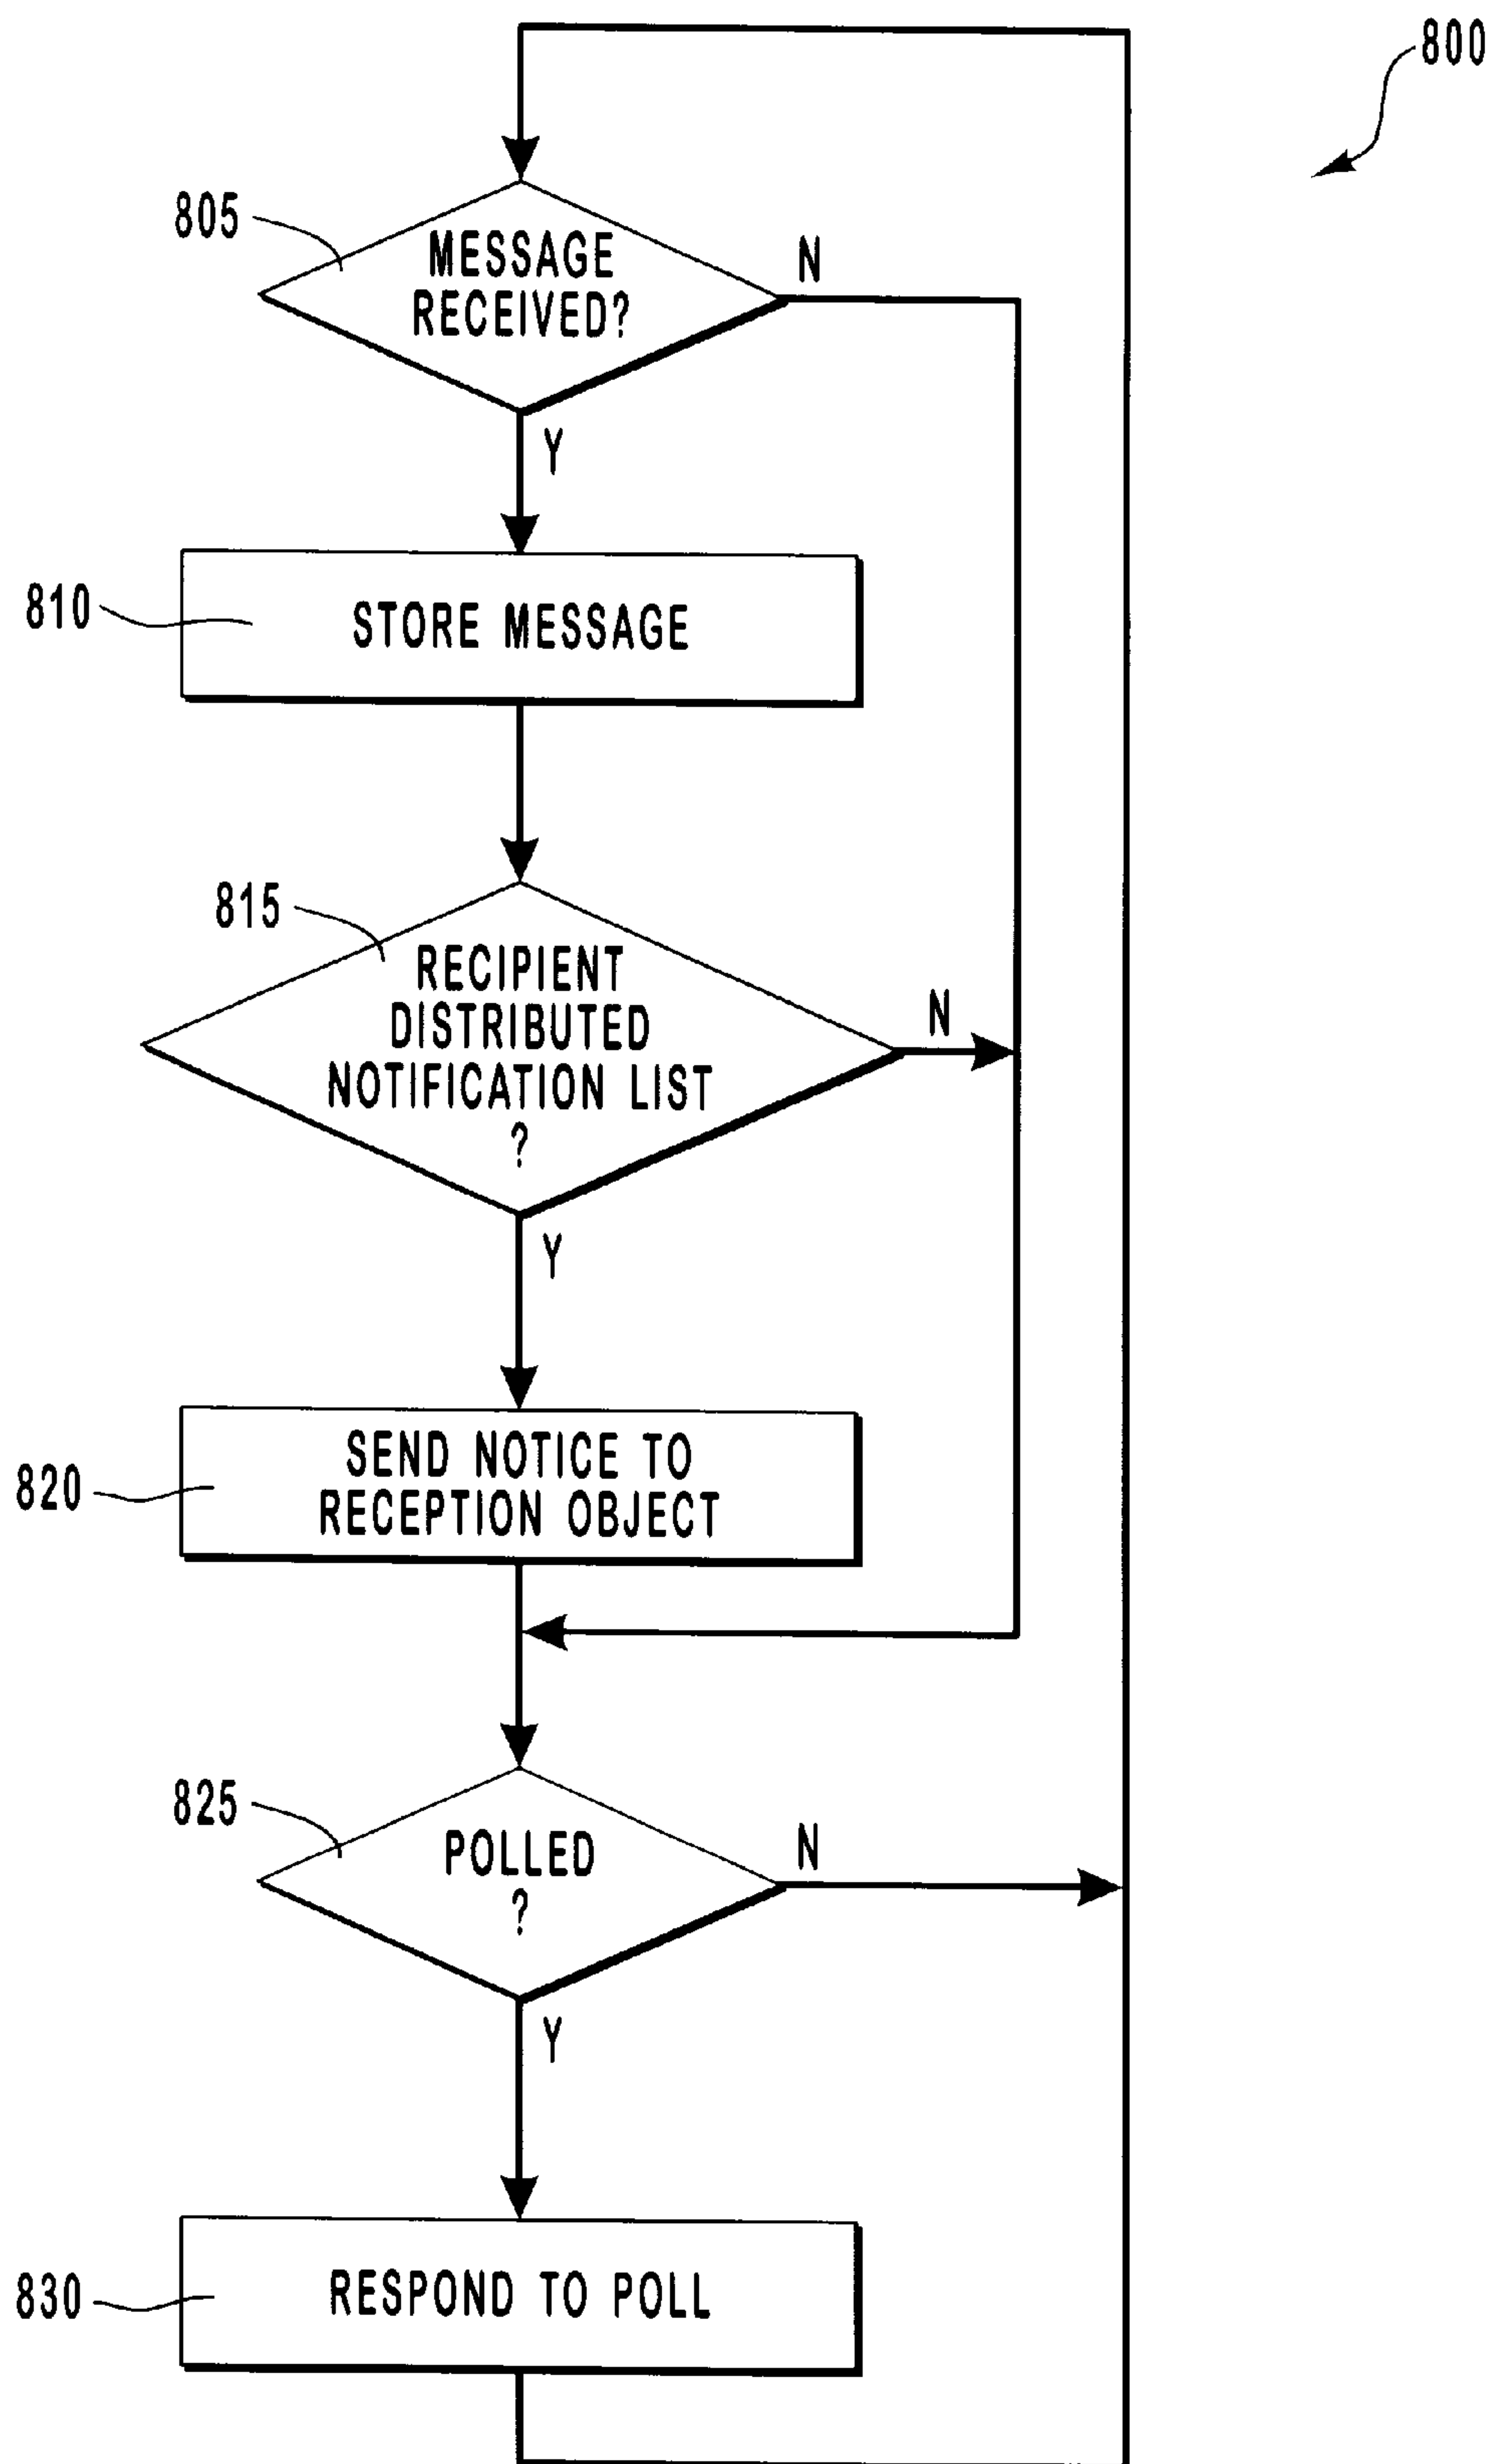 800
805
MESSAGE
RECEIVED?
N
Y
810
STORE MESSAGE
815
RECIPIENT
DISTRIBUTED
NOTIFICATION LIST
?
N
Y
820
SEND NOTICE TO
RECEPTION OBJECT
825
POLLED
?
N
Y
830
RESPOND TO POLL